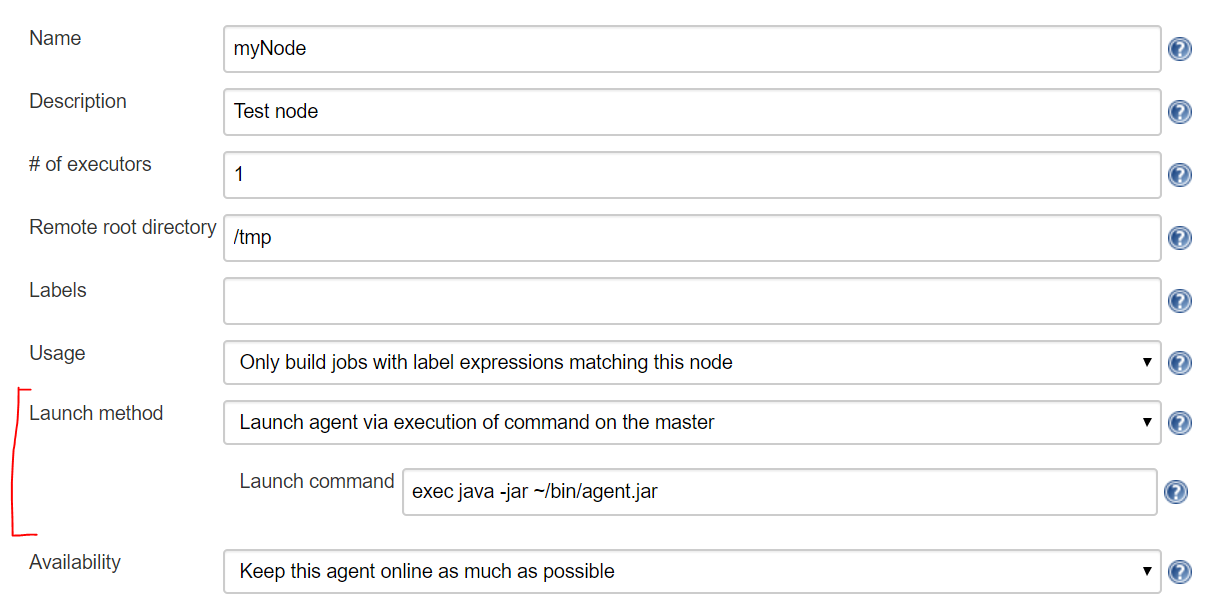 Name
myNode
Description
Test node
# of executors
1
Remote root directory
/tmp
Labels
Usage
Only build jobs with label expressions matching this node
Launch method
Launch agent via execution of command on the master
Launch command
exec java -jar ~/bin/agent.jar
Availability
Keep this agent online as much as possible